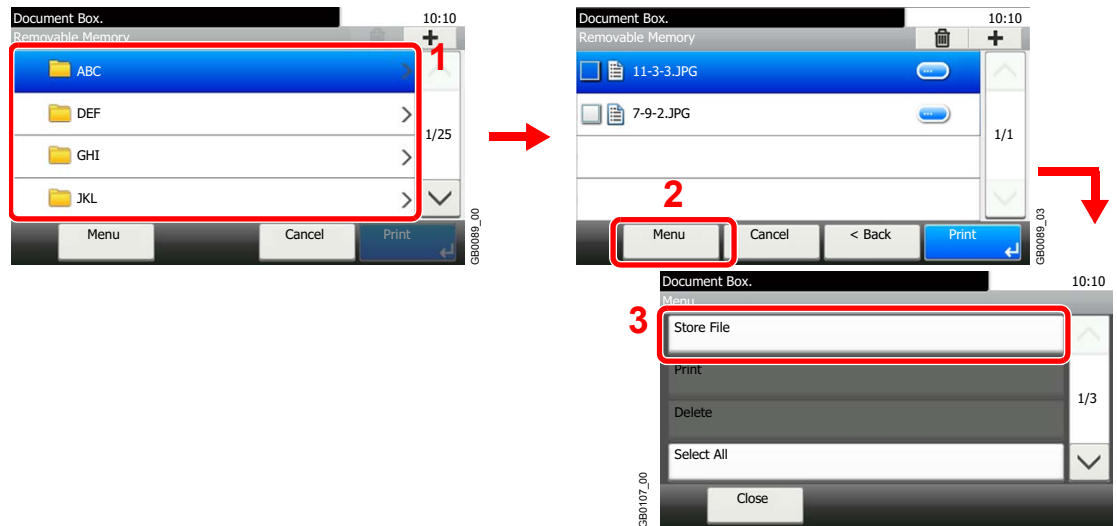 Document Box. 10:10
Removable Memory
1
ABC
DEF
1/25
GHI
JKL
Menu Cancel Print
GB0089_00
Document Box. 10:10
Removable Memory
11-3-3.JPG
7-9-2.JPG
1/1
2
Menu Cancel < Back Print
GB0089_03
Document Box. 10:10
Menu
3
Store File
Print
1/3
Delete
Select All
Close
GB0107_00